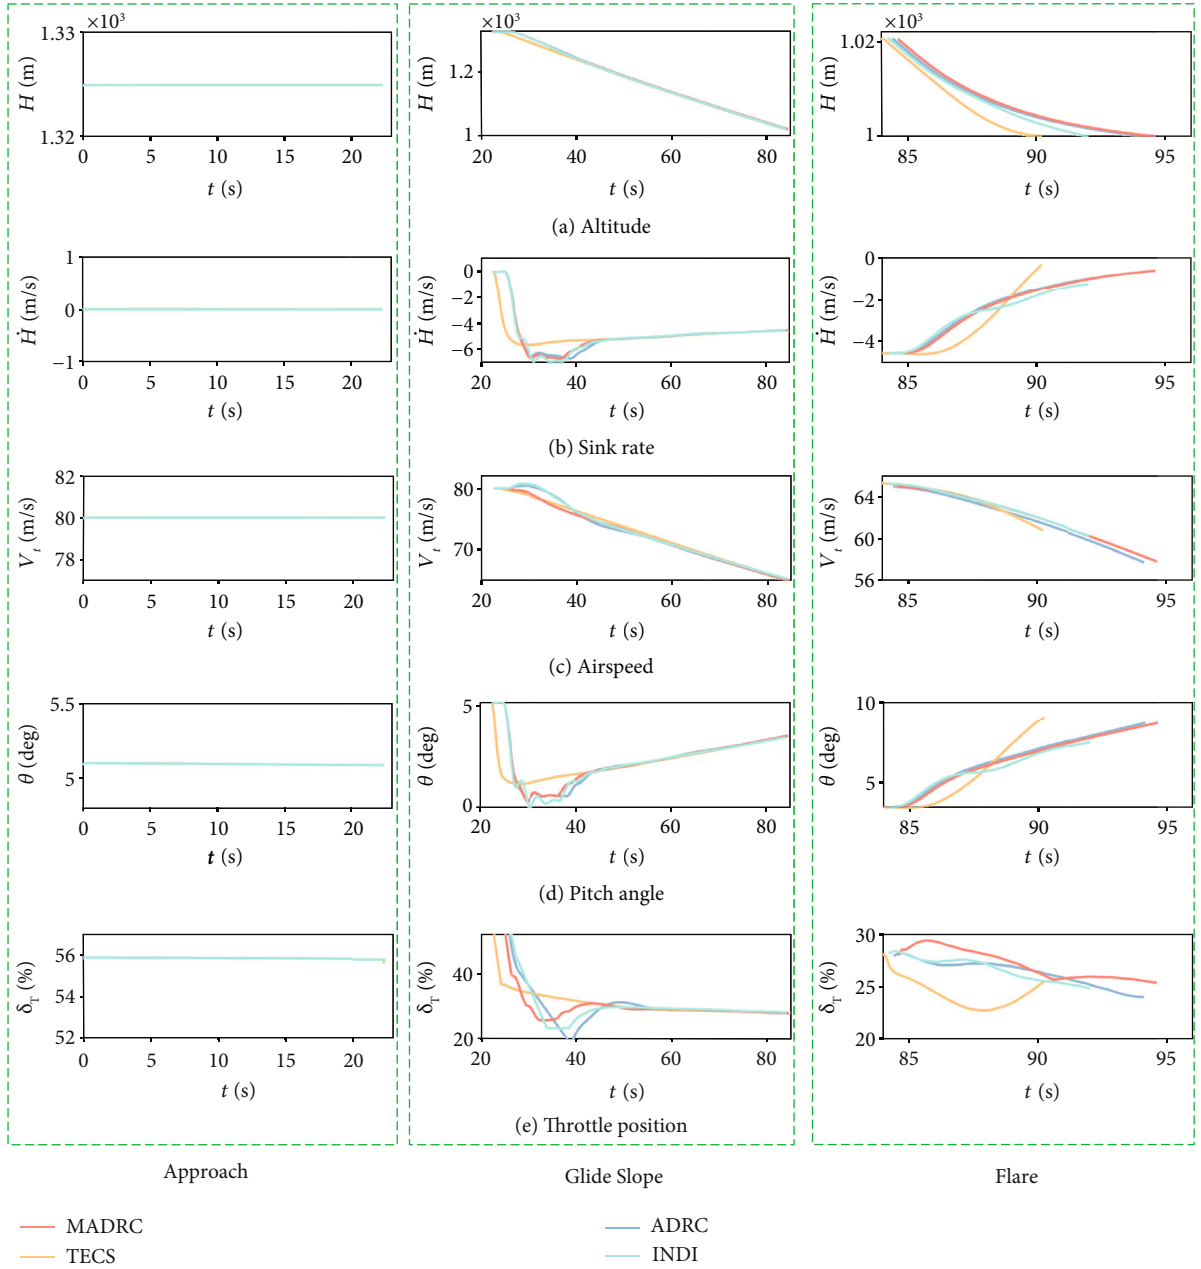 ×10³ ×10³ ×10³
1.33
H (m)
1.32
0 5 10 15 20
t (s)
H (m)
1.2
1
20 40 60 80
t (s)
1.02
H (m)
1
85 90 95
t (s)
(a) Altitude
1
Ḣ (m/s)
0
−1
0 5 10 15 20
t (s)
0
Ḣ (m/s)
−2
−4
−6
20 40 60 80
t (s)
0
Ḣ (m/s)
−2
−4
85 90 95
t (s)
(b) Sink rate
82
Vₜ (m/s)
80
78
0 5 10 15 20
t (s)
80
Vₜ (m/s)
70
20 40 60 80
t (s)
64
Vₜ (m/s)
60
56
85 90 95
t (s)
(c) Airspeed
5.5
θ (deg)
5
0 5 10 15 20
t (s)
5
θ (deg)
0
20 40 60 80
t (s)
10
θ (deg)
5
85 90 95
t (s)
(d) Pitch angle
56
δT (%)
54
52
0 5 10 15 20
t (s)
40
δT (%)
20
20 40 60 80
t (s)
30
δT (%)
25
20
85 90 95
t (s)
(e) Throttle position
Approach
Glide Slope
Flare
MADRC
TECS
ADRC
INDI